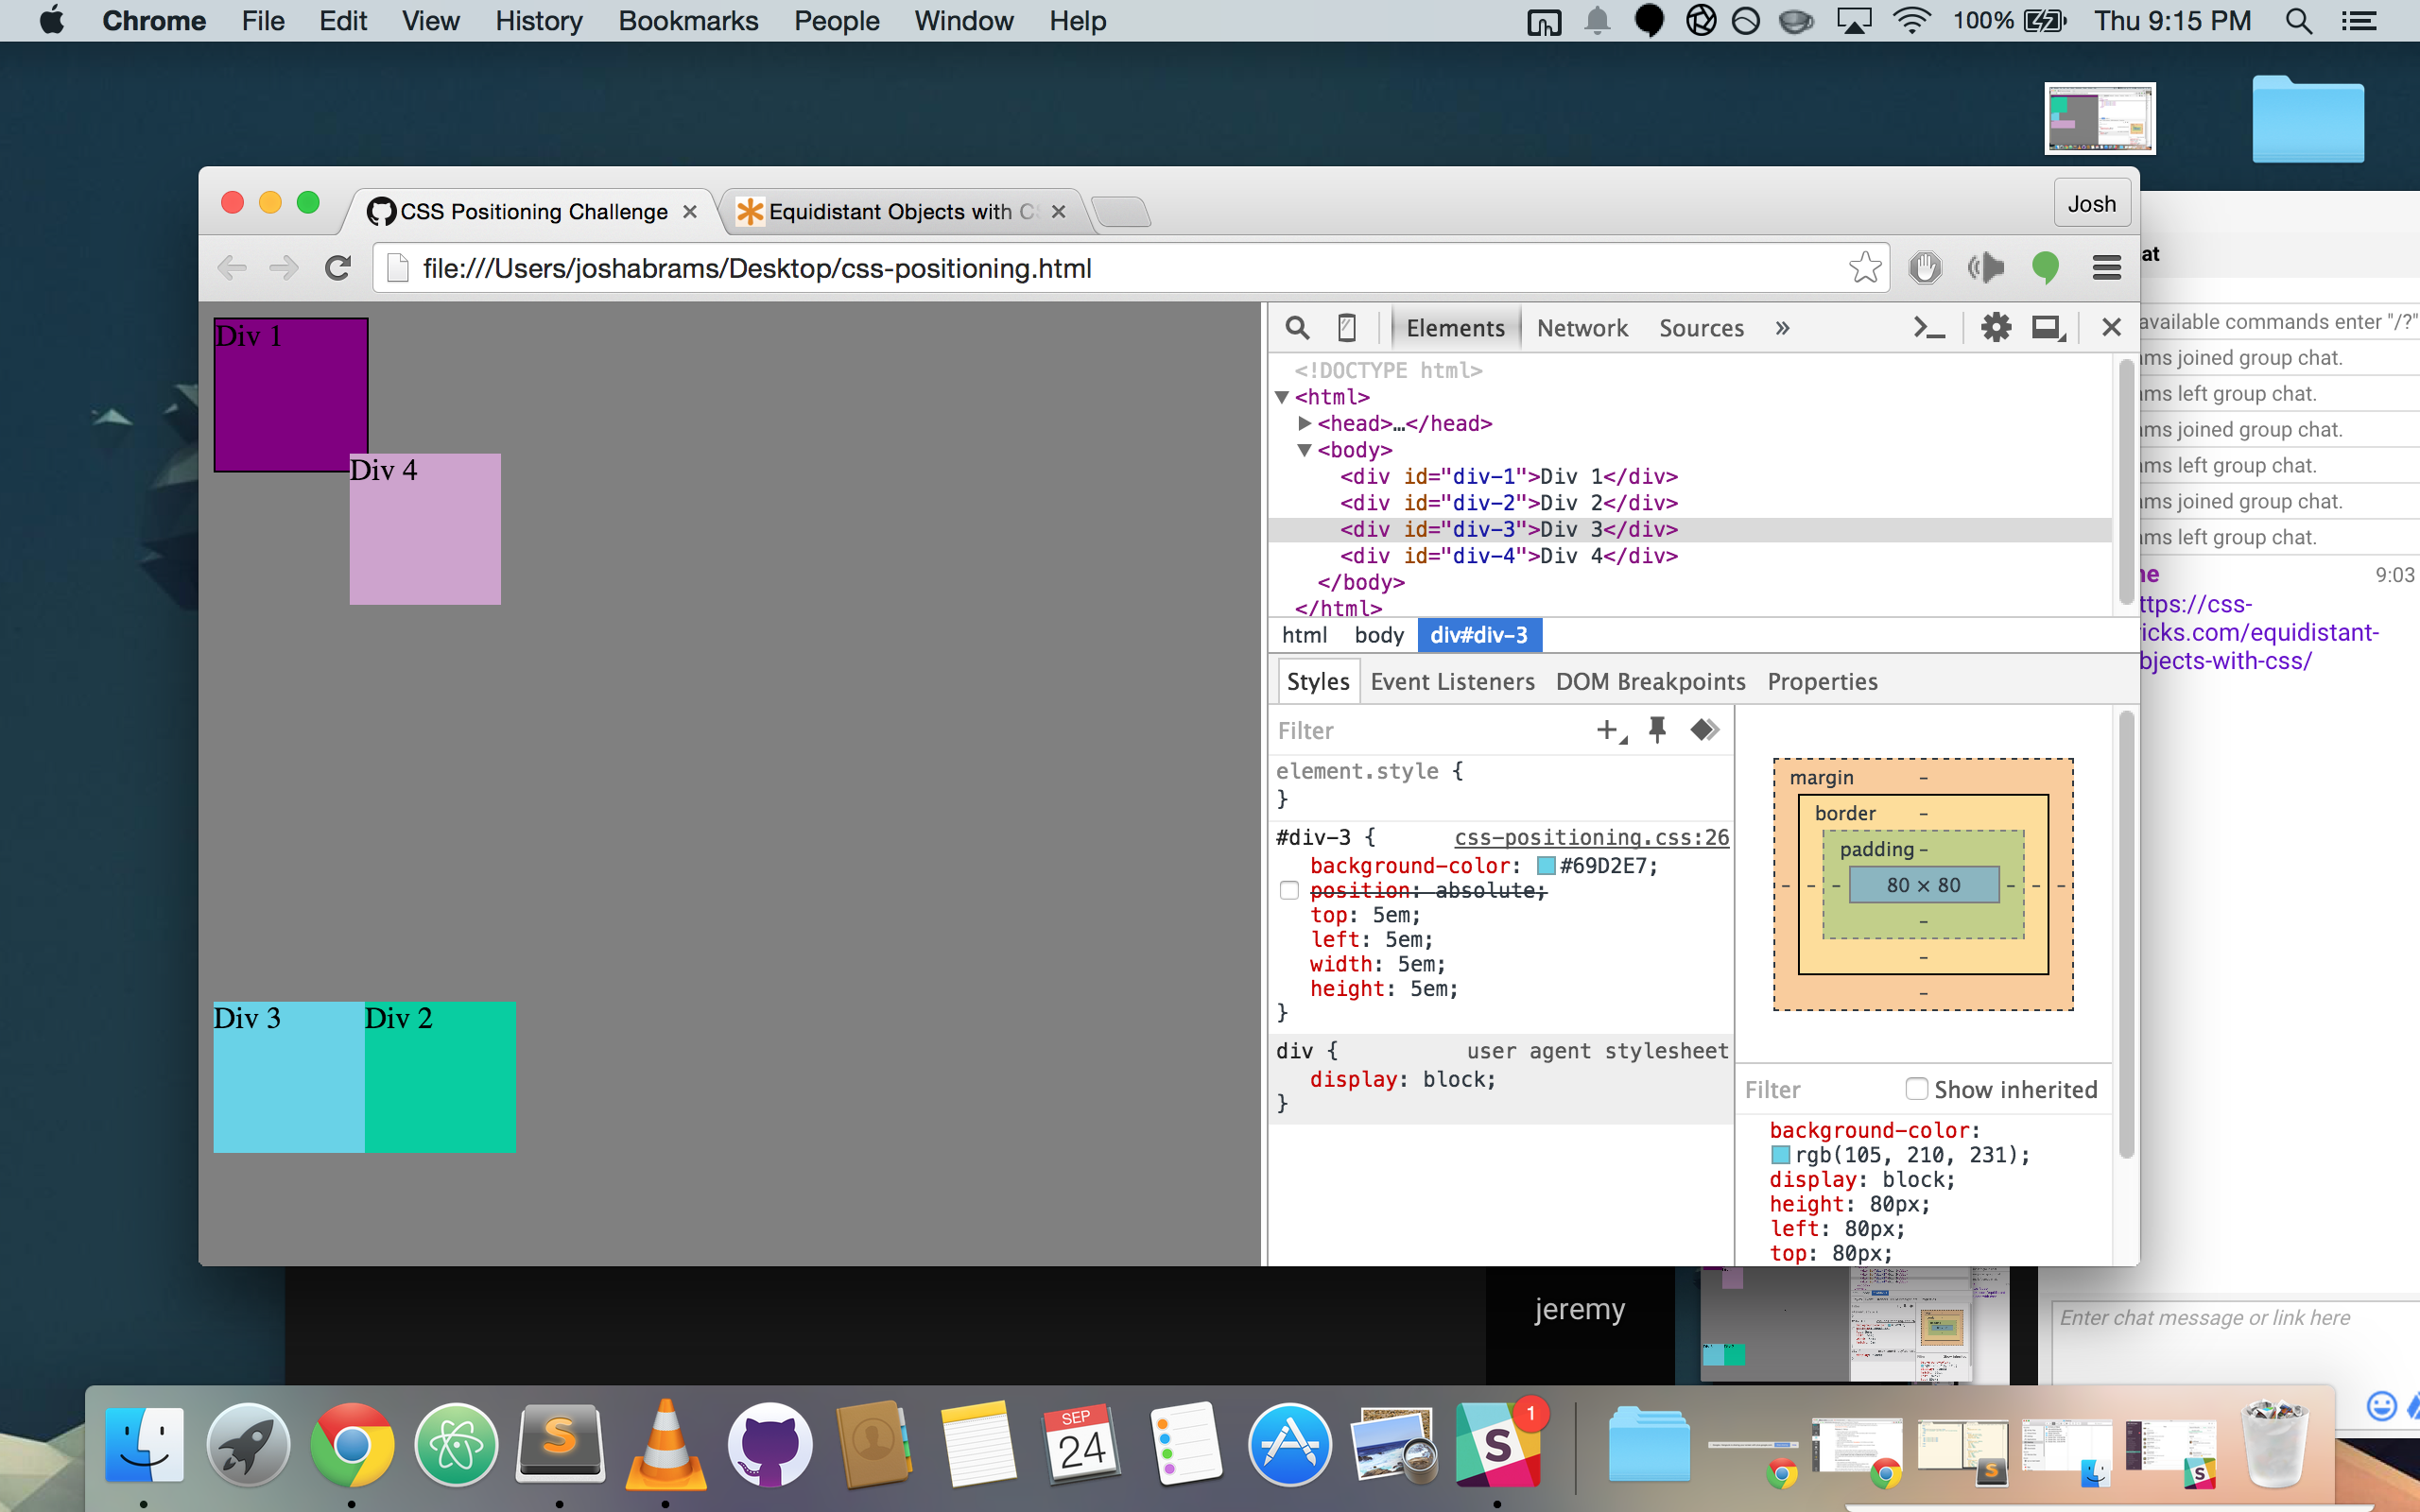 Chrome File Edit View History Bookmarks People Window Help 100% Thu 9:15 PM
CSS Positioning Challenge Equidistant Objects with Josh
file:///Users/joshabrams/Desktop/css-positioning.html
Div 1
Div 4
Div 3 Div 2
Elements Network Sources »
<!DOCTYPE html>
<html>
<head>…</head>
<body>
<div id="div-1">Div 1</div>
<div id="div-2">Div 2</div>
<div id="div-3">Div 3</div>
<div id="div-4">Div 4</div>
</body>
</html>
html body div#div-3
Styles Event Listeners DOM Breakpoints Properties
Filter
element.style {
}
#div-3 { css-positioning.css:26
background-color: #69D2E7;
position: absolute;
top: 5em;
left: 5em;
width: 5em;
height: 5em;
}
div { user agent stylesheet
display: block;
}
margin -
border -
padding -
- - - 80 × 80 - - -
-
-
-
Filter Show inherited
background-color:
rgb(105, 210, 231);
display: block;
height: 80px;
left: 80px;
top: 80px;
at
available commands enter "/?"
ms joined group chat.
ms left group chat.
ms joined group chat.
ms left group chat.
ms joined group chat.
ms left group chat.
ne 9:03
ttps://css-
icks.com/equidistant-
bjects-with-css/
jeremy
Enter chat message or link here
SEP
24
S
S
1